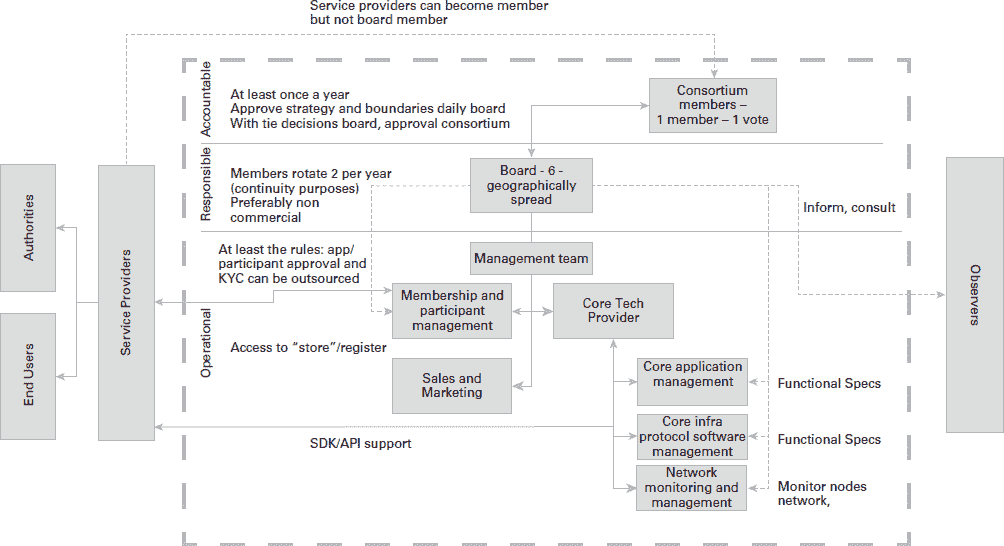 Service providers can become member
but not board member
Accountable
At least once a year
Approve strategy and boundaries daily board
With tie decisions board, approval consortium
Consortium
members –
1 member – 1 vote
Responsible
Members rotate 2 per year
(continuity purposes)
Preferably non
commercial
Board - 6 -
geographically
spread
Inform, consult
Authorities
End Users
Service Providers
Observers
Operational
At least the rules: app/
participant approval and
KYC can be outsourced
Management team
Membership and
participant
management
Core Tech
Provider
Access to “store”/register
Sales and
Marketing
Core application
management
Functional Specs
Core infra
protocol software
management
Functional Specs
SDK/API support
Network
monitoring and
management
Monitor nodes
network,